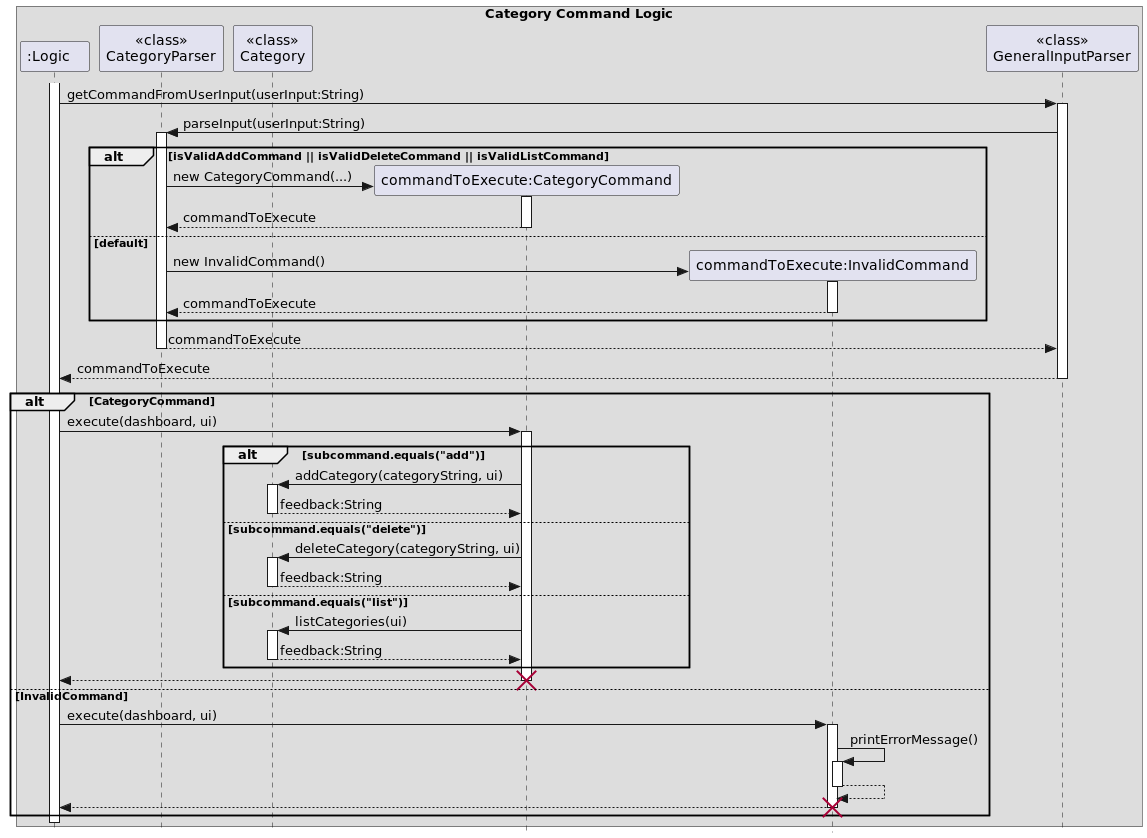 Category Command Logic
:Logic
«class»
CategoryParser
«class»
Category
«class»
GeneralInputParser
getCommandFromUserInput(userInput:String)
parseInput(userInput:String)
alt
[isValidAddCommand || isValidDeleteCommand || isValidListCommand]
new CategoryCommand(...)
commandToExecute:CategoryCommand
commandToExecute
[default]
new InvalidCommand()
commandToExecute:InvalidCommand
commandToExecute
commandToExecute
commandToExecute
alt
[CategoryCommand]
execute(dashboard, ui)
alt
[subcommand.equals("add")]
addCategory(categoryString, ui)
feedback:String
[subcommand.equals("delete")]
deleteCategory(categoryString, ui)
feedback:String
[subcommand.equals("list")]
listCategories(ui)
feedback:String
[InvalidCommand]
execute(dashboard, ui)
printErrorMessage()